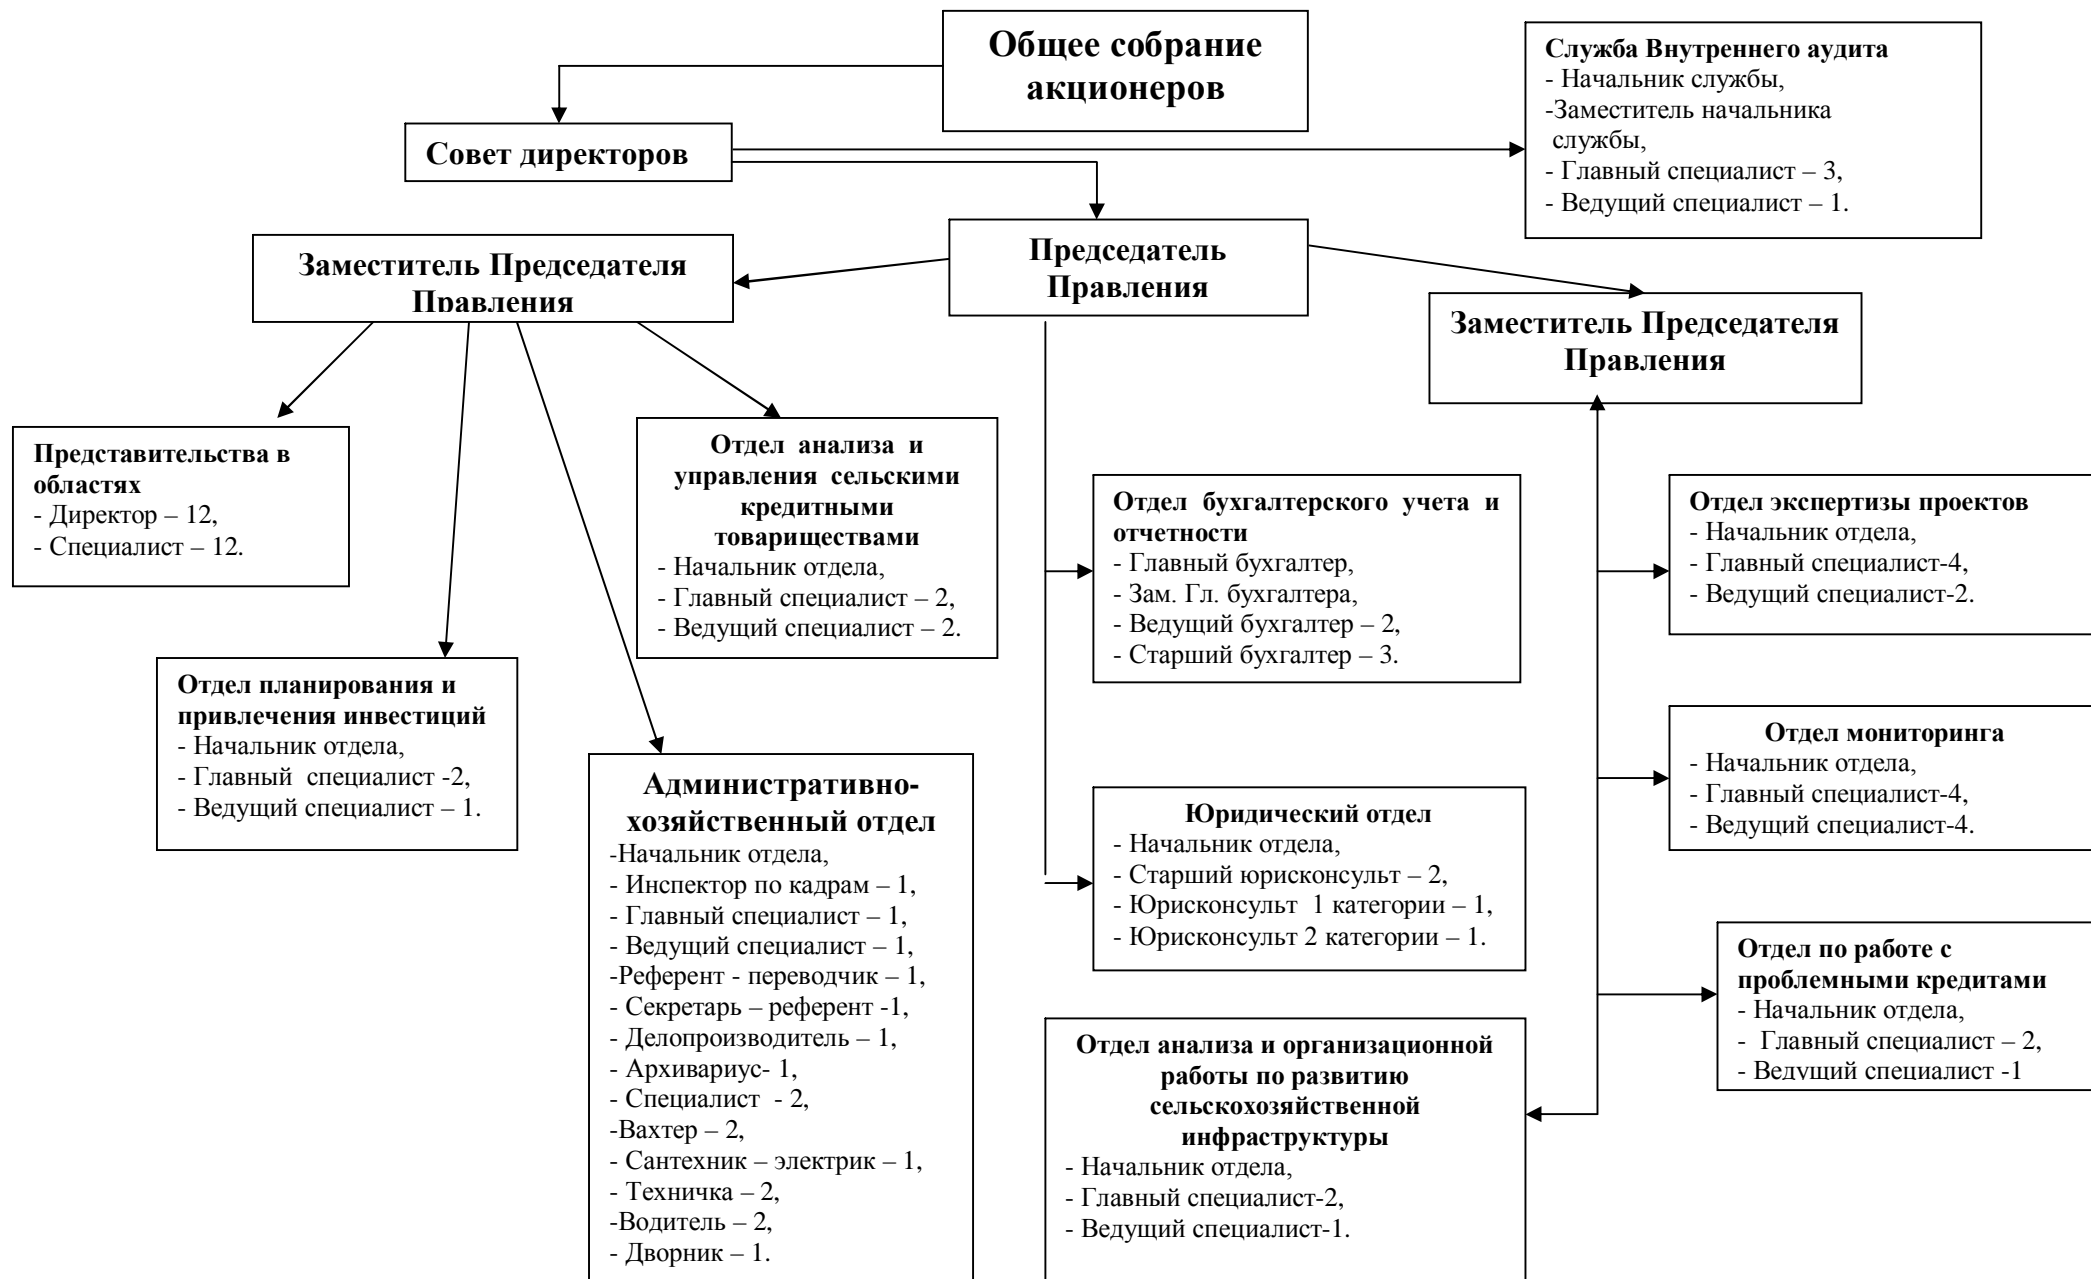 Общее собрание
акционеров
Служба Внутреннего аудита
- Начальник службы,
-Заместитель начальника
службы,
- Главный специалист – 3,
- Ведущий специалист – 1.
Совет директоров
Председатель
Правления
Заместитель Председателя
Правления
Заместитель Председателя
Правления
Представительства в
областях
- Директор – 12,
- Специалист – 12.
Отдел анализа и
управления сельскими
кредитными
товариществами
- Начальник отдела,
- Главный специалист – 2,
- Ведущий специалист – 2.
Отдел бухгалтерского учета и
отчетности
- Главный бухгалтер,
- Зам. Гл. бухгалтера,
- Ведущий бухгалтер – 2,
- Старший бухгалтер – 3.
Отдел экспертизы проектов
- Начальник отдела,
- Главный специалист-4,
- Ведущий специалист-2.
Отдел планирования и
привлечения инвестиций
- Начальник отдела,
- Главный специалист -2,
- Ведущий специалист – 1.
Отдел мониторинга
- Начальник отдела,
- Главный специалист-4,
- Ведущий специалист-4.
Административно-
хозяйственный отдел
-Начальник отдела,
- Инспектор по кадрам – 1,
- Главный специалист – 1,
- Ведущий специалист – 1,
-Референт - переводчик – 1,
- Секретарь – референт -1,
- Делопроизводитель – 1,
- Архивариус- 1,
- Специалист - 2,
-Вахтер – 2,
- Сантехник – электрик – 1,
- Техничка – 2,
-Водитель – 2,
- Дворник – 1.
Юридический отдел
- Начальник отдела,
- Старший юрисконсульт – 2,
- Юрисконсульт 1 категории – 1,
- Юрисконсульт 2 категории – 1.
Отдел по работе с
проблемными кредитами
- Начальник отдела,
- Главный специалист – 2,
- Ведущий специалист -1
Отдел анализа и организационной
работы по развитию
сельскохозяйственной
инфраструктуры
- Начальник отдела,
- Главный специалист-2,
- Ведущий специалист-1.